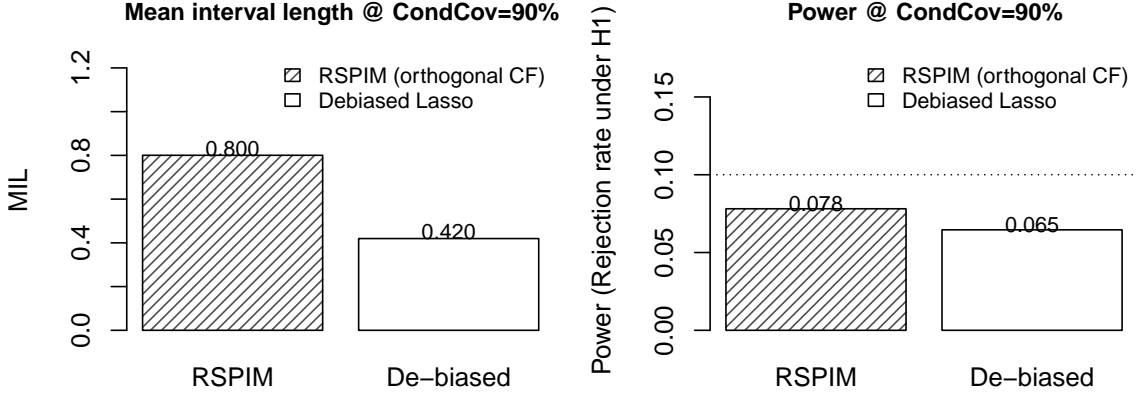 Mean interval length @ CondCov=90%
MIL
0.0
0.4
0.8
1.2
RSPIM (orthogonal CF)
Debiased Lasso
0.800
0.420
RSPIM
De−biased
Power @ CondCov=90%
Power (Rejection rate under H1)
0.00
0.05
0.10
0.15
RSPIM (orthogonal CF)
Debiased Lasso
0.078
0.065
RSPIM
De−biased